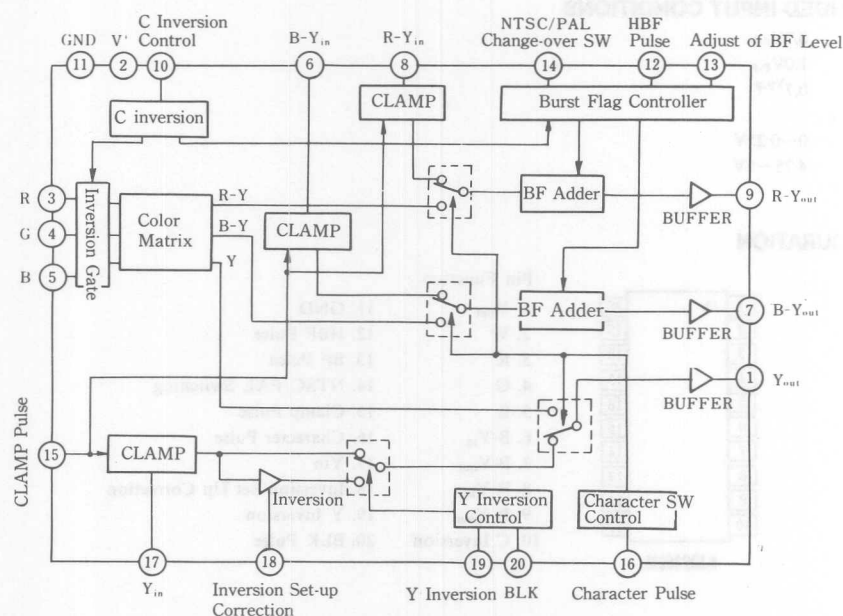 C Inversion
GND V+ Control B-Yin R-Yin NTSC/PAL Change-over SW HBF Pulse Adjust of BF Level
11 2 10 6 8 14 12 13
CLAMP Burst Flag Controller
C inversion
R 3 Inversion Gate Color Matrix R-Y BF Adder BUFFER 9 R-Yout
G 4 B-Y CLAMP
B 5 Y
BF Adder BUFFER 7 B-Yout
BUFFER 1 Yout
CLAMP Pulse
15 CLAMP
Inversion Y Inversion Control Character SW Control
17 18 19 20 16
Yin Inversion Set-up Correction Y Inversion BLK Character Pulse